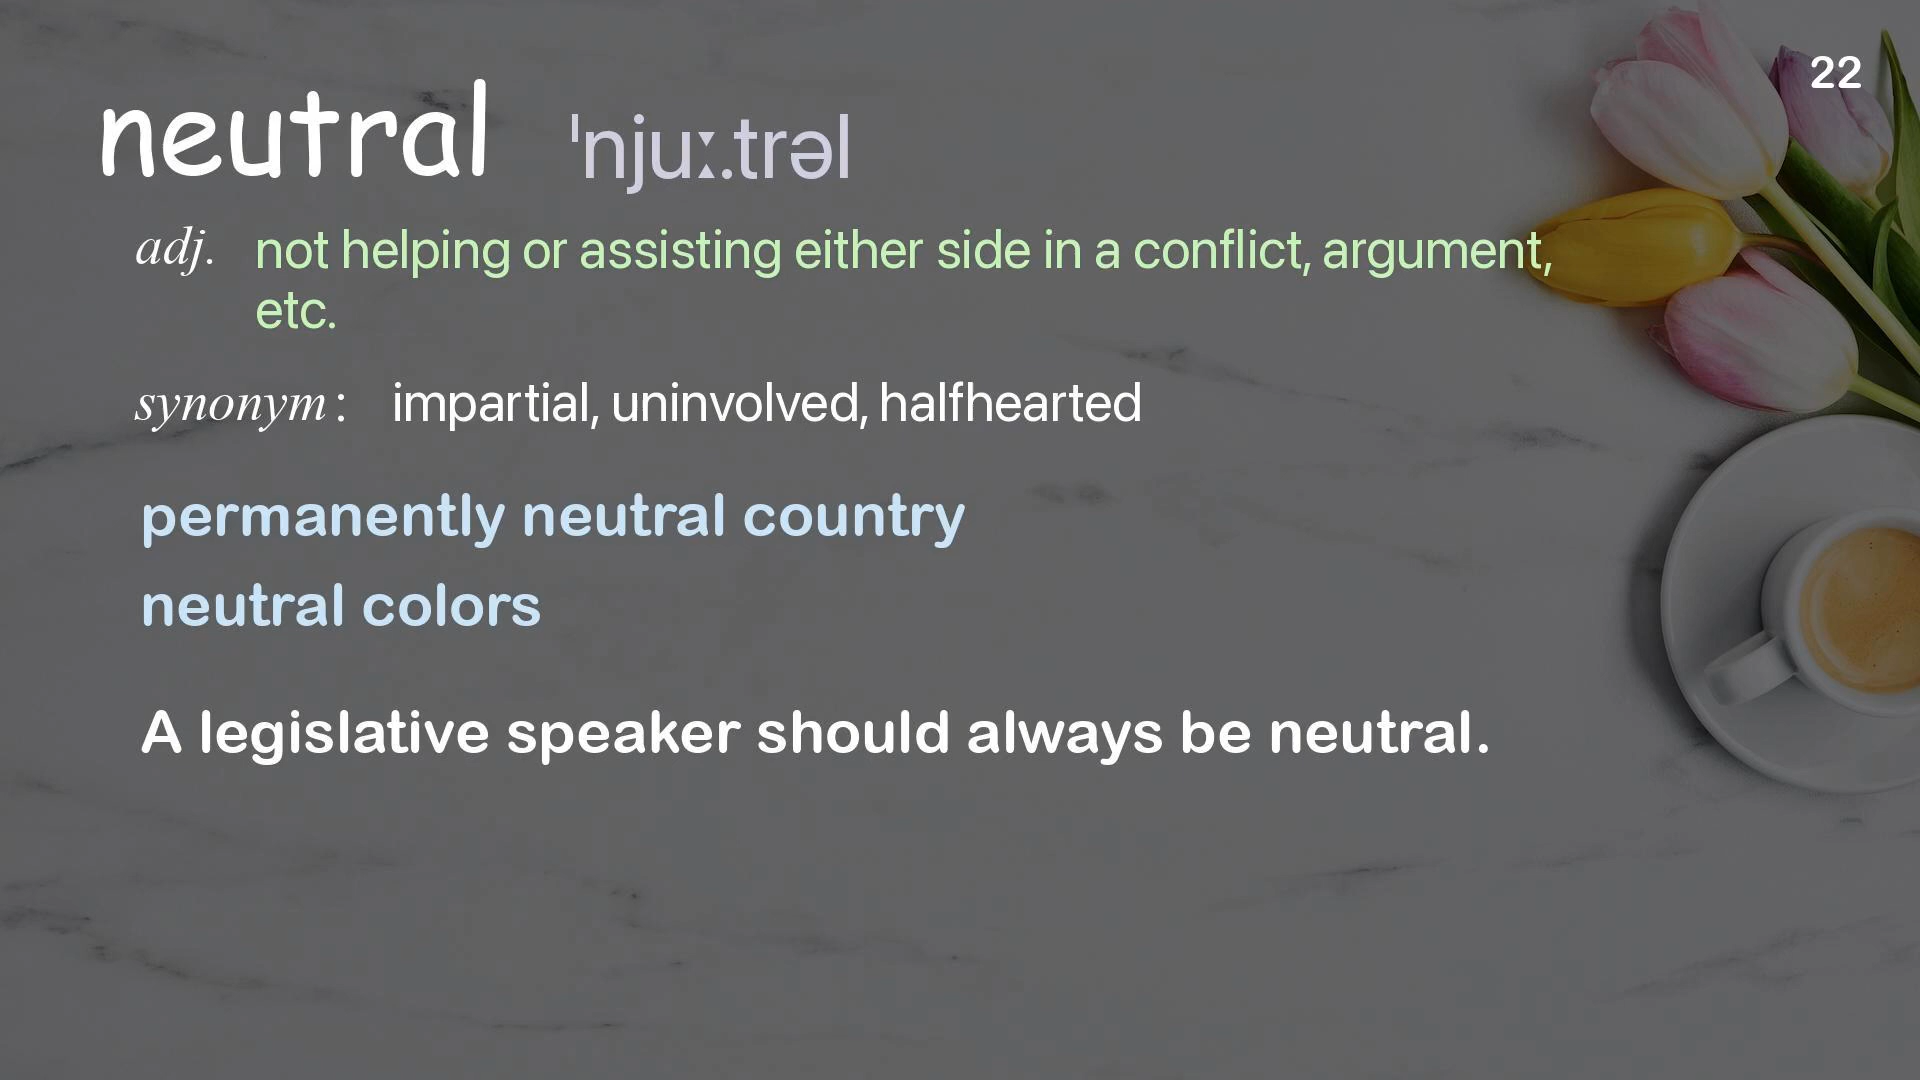 22
neutral ˈnjuː.trəl
adj. not helping or assisting either side in a conflict, argument,
etc.
synonym: impartial, uninvolved, halfhearted
permanently neutral country
neutral colors
A legislative speaker should always be neutral.